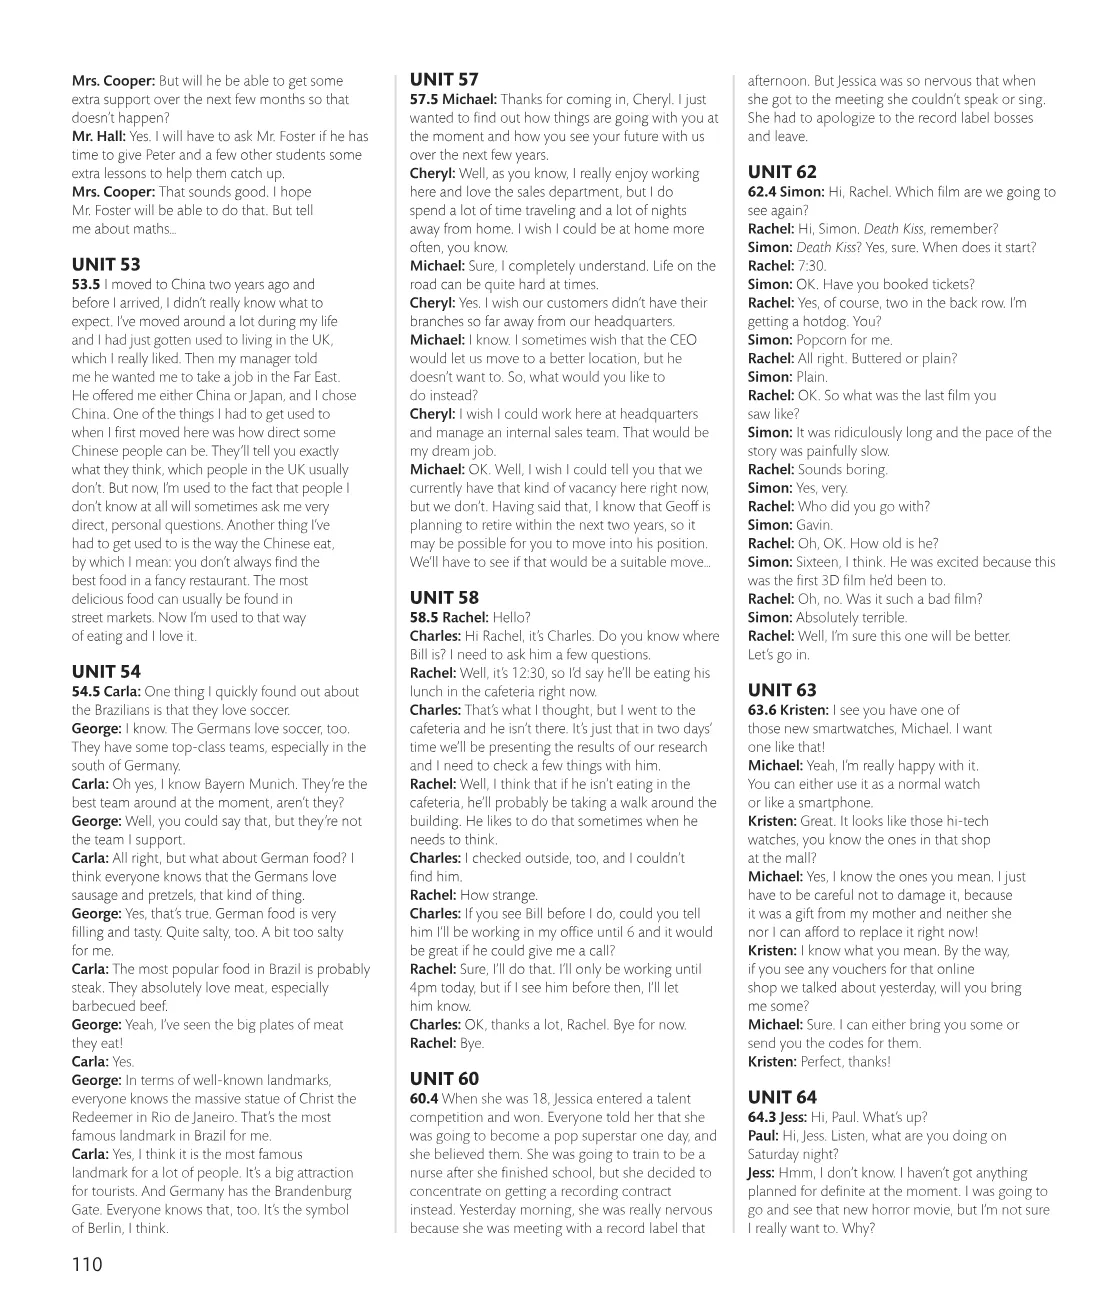 Mrs. Cooper: But will he be able to get some
extra support over the next few months so that
doesn't happen?
Mr. Hall: Yes. I will have to ask Mr. Foster if he has
time to give Peter and a few other students some
extra lessons to help them catch up.
Mrs. Cooper: That sounds good. I hope
Mr. Foster will be able to do that. But tell
me about maths…
UNIT 53
53.5 I moved to China two years ago and
before I arrived, I didn't really know what to
expect. I've moved around a lot during my life
and I had just gotten used to living in the UK,
which I really liked. Then my manager told
me he wanted me to take a job in the Far East.
He offered me either China or Japan, and I chose
China. One of the things I had to get used to
when I first moved here was how direct some
Chinese people can be. They'll tell you exactly
what they think, which people in the UK usually
don't. But now, I'm used to the fact that people I
don't know at all will sometimes ask me very
direct, personal questions. Another thing I've
had to get used to is the way the Chinese eat,
by which I mean: you don't always find the
best food in a fancy restaurant. The most
delicious food can usually be found in
street markets. Now I'm used to that way
of eating and I love it.
UNIT 54
54.5 Carla: One thing I quickly found out about
the Brazilians is that they love soccer.
George: I know. The Germans love soccer, too.
They have some top-class teams, especially in the
south of Germany.
Carla: Oh yes, I know Bayern Munich. They're the
best team around at the moment, aren't they?
George: Well, you could say that, but they're not
the team I support.
Carla: All right, but what about German food? I
think everyone knows that the Germans love
sausage and pretzels, that kind of thing.
George: Yes, that's true. German food is very
filling and tasty. Quite salty, too. A bit too salty
for me.
Carla: The most popular food in Brazil is probably
steak. They absolutely love meat, especially
barbecued beef.
George: Yeah, I've seen the big plates of meat
they eat!
Carla: Yes.
George: In terms of well-known landmarks,
everyone knows the massive statue of Christ the
Redeemer in Rio de Janeiro. That's the most
famous landmark in Brazil for me.
Carla: Yes, I think it is the most famous
landmark for a lot of people. It's a big attraction
for tourists. And Germany has the Brandenburg
Gate. Everyone knows that, too. It's the symbol
of Berlin, I think.
UNIT 57
57.5 Michael: Thanks for coming in, Cheryl. I just
wanted to find out how things are going with you at
the moment and how you see your future with us
over the next few years.
Cheryl: Well, as you know, I really enjoy working
here and love the sales department, but I do
spend a lot of time traveling and a lot of nights
away from home. I wish I could be at home more
often, you know.
Michael: Sure, I completely understand. Life on the
road can be quite hard at times.
Cheryl: Yes. I wish our customers didn't have their
branches so far away from our headquarters.
Michael: I know. I sometimes wish that the CEO
would let us move to a better location, but he
doesn't want to. So, what would you like to
do instead?
Cheryl: I wish I could work here at headquarters
and manage an internal sales team. That would be
my dream job.
Michael: OK. Well, I wish I could tell you that we
currently have that kind of vacancy here right now,
but we don't. Having said that, I know that Geoff is
planning to retire within the next two years, so it
may be possible for you to move into his position.
We'll have to see if that would be a suitable move…
UNIT 58
58.5 Rachel: Hello?
Charles: Hi Rachel, it's Charles. Do you know where
Bill is? I need to ask him a few questions.
Rachel: Well, it's 12:30, so I'd say he'll be eating his
lunch in the cafeteria right now.
Charles: That's what I thought, but I went to the
cafeteria and he isn't there. It's just that in two days'
time we'll be presenting the results of our research
and I need to check a few things with him.
Rachel: Well, I think that if he isn't eating in the
cafeteria, he'll probably be taking a walk around the
building. He likes to do that sometimes when he
needs to think.
Charles: I checked outside, too, and I couldn't
find him.
Rachel: How strange.
Charles: If you see Bill before I do, could you tell
him I'll be working in my office until 6 and it would
be great if he could give me a call?
Rachel: Sure, I'll do that. I'll only be working until
4pm today, but if I see him before then, I'll let
him know.
Charles: OK, thanks a lot, Rachel. Bye for now.
Rachel: Bye.
UNIT 60
60.4 When she was 18, Jessica entered a talent
competition and won. Everyone told her that she
was going to become a pop superstar one day, and
she believed them. She was going to train to be a
nurse after she finished school, but she decided to
concentrate on getting a recording contract
instead. Yesterday morning, she was really nervous
because she was meeting with a record label that
afternoon. But Jessica was so nervous that when
she got to the meeting she couldn't speak or sing.
She had to apologize to the record label bosses
and leave.
UNIT 62
62.4 Simon: Hi, Rachel. Which film are we going to
see again?
Rachel: Hi, Simon. Death Kiss, remember?
Simon: Death Kiss? Yes, sure. When does it start?
Rachel: 7:30.
Simon: OK. Have you booked tickets?
Rachel: Yes, of course, two in the back row. I'm
getting a hotdog. You?
Simon: Popcorn for me.
Rachel: All right. Buttered or plain?
Simon: Plain.
Rachel: OK. So what was the last film you
saw like?
Simon: It was ridiculously long and the pace of the
story was painfully slow.
Rachel: Sounds boring.
Simon: Yes, very.
Rachel: Who did you go with?
Simon: Gavin.
Rachel: Oh, OK. How old is he?
Simon: Sixteen, I think. He was excited because this
was the first 3D film he'd been to.
Rachel: Oh, no. Was it such a bad film?
Simon: Absolutely terrible.
Rachel: Well, I'm sure this one will be better.
Let's go in.
UNIT 63
63.6 Kristen: I see you have one of
those new smartwatches, Michael. I want
one like that!
Michael: Yeah, I'm really happy with it.
You can either use it as a normal watch
or like a smartphone.
Kristen: Great. It looks like those hi-tech
watches, you know the ones in that shop
at the mall?
Michael: Yes, I know the ones you mean. I just
have to be careful not to damage it, because
it was a gift from my mother and neither she
nor I can afford to replace it right now!
Kristen: I know what you mean. By the way,
if you see any vouchers for that online
shop we talked about yesterday, will you bring
me some?
Michael: Sure. I can either bring you some or
send you the codes for them.
Kristen: Perfect, thanks!
UNIT 64
64.3 Jess: Hi, Paul. What's up?
Paul: Hi, Jess. Listen, what are you doing on
Saturday night?
Jess: Hmm, I don't know. I haven't got anything
planned for definite at the moment. I was going to
go and see that new horror movie, but I'm not sure
I really want to. Why?
110